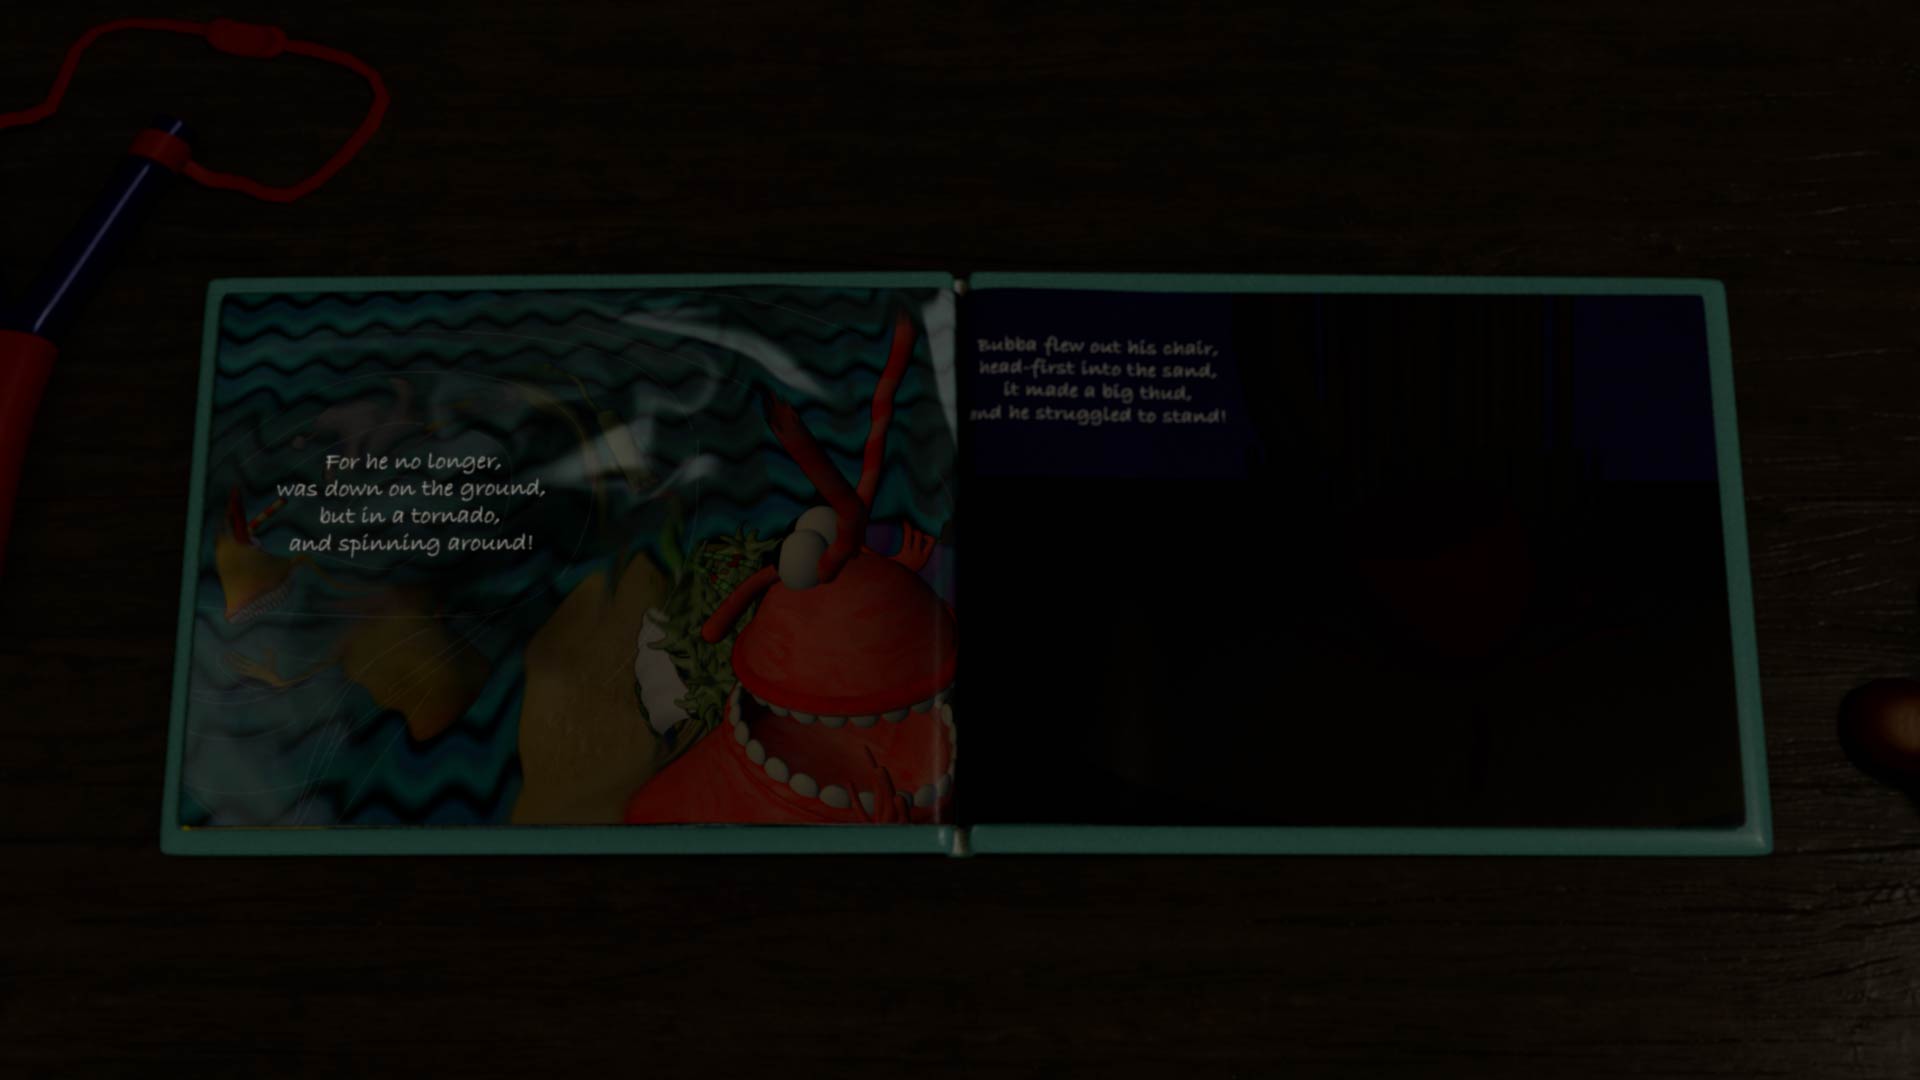 For he no longer,
was down on the ground,
but in a tornado,
and spinning around!
Bubba flew out his chair,
head-first into the sand,
it made a big thud,
and he struggled to stand!